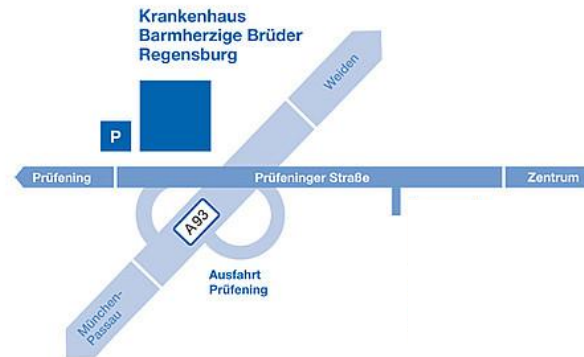 Krankenhaus
Barmherzige Brüder
Regensburg
Weiden
P
Prüfening
Prüfeninger Straße
Zentrum
A93
Ausfahrt
Prüfening
München-
Passau